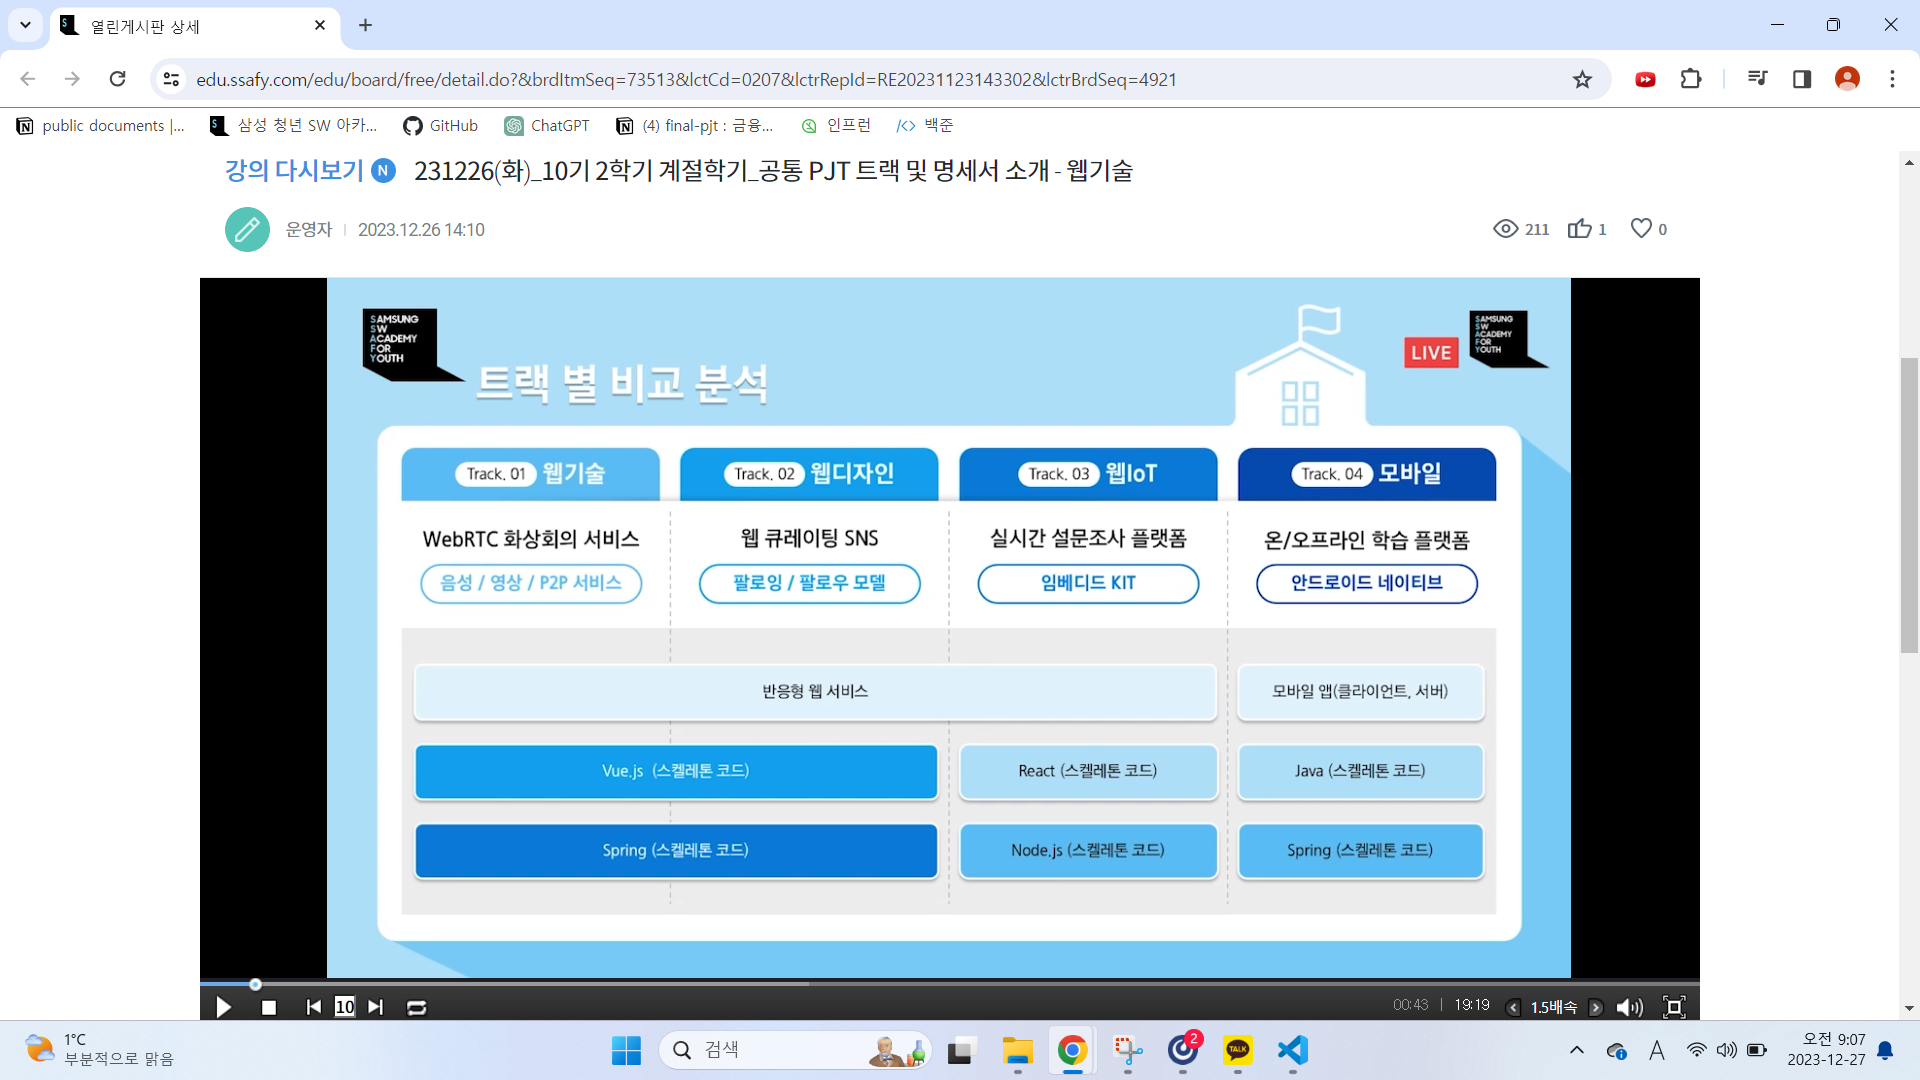 열린게시판 상세
edu.ssafy.com/edu/board/free/detail.do?&brdItmSeq=73513&lctCd=0207&lctrRepId=RE20231123143302&lctrBrdSeq=4921
public documents |... 삼성 청년 SW 아카... GitHub ChatGPT (4) final-pjt : 금융... 인프런 백준
강의 다시보기 N 231226(화)_10기 2학기 계절학기_공통 PJT 트랙 및 명세서 소개 - 웹기술
운영자 2023.12.26 14:10 211 1 0
SAMSUNG
SW
ACADEMY
FOR
YOUTH
트랙 별 비교 분석
LIVE
SAMSUNG
SW
ACADEMY
FOR
YOUTH
Track. 01 웹기술
Track. 02 웹디자인
Track. 03 웹IoT
Track. 04 모바일
WebRTC 화상회의 서비스
웹 큐레이팅 SNS
실시간 설문조사 플랫폼
온/오프라인 학습 플랫폼
음성 / 영상 / P2P 서비스
팔로잉 / 팔로우 모델
임베디드 KIT
안드로이드 네이티브
반응형 웹 서비스
모바일 앱(클라이언트, 서버)
Vue.js (스켈레톤 코드)
React (스켈레톤 코드)
Java (스켈레톤 코드)
Spring (스켈레톤 코드)
Node.js (스켈레톤 코드)
Spring (스켈레톤 코드)
10
00:43 | 19:19
1.5배속
1°C
부분적으로 맑음
검색
2
TALK
A
오전 9:07
2023-12-27